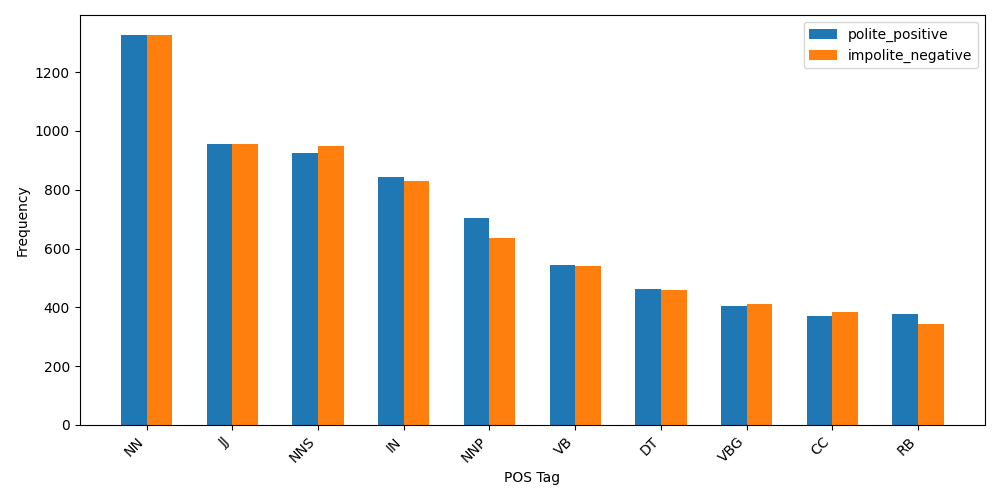 polite_positive
impolite_negative
1200
1000
800
600
400
200
0
Frequency
NN
JJ
NNS
IN
NNP
VB
DT
VBG
CC
RB
POS Tag